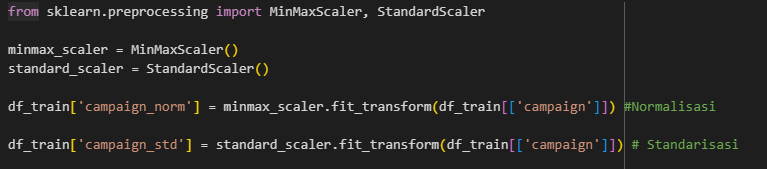 from sklearn.preprocessing import MinMaxScaler, StandardScaler
minmax_scaler = MinMaxScaler()
standard_scaler = StandardScaler()
df_train['campaign_norm'] = minmax_scaler.fit_transform(df_train[['campaign']]) #Normalisasi
df_train['campaign_std'] = standard_scaler.fit_transform(df_train[['campaign']]) # Standarisasi